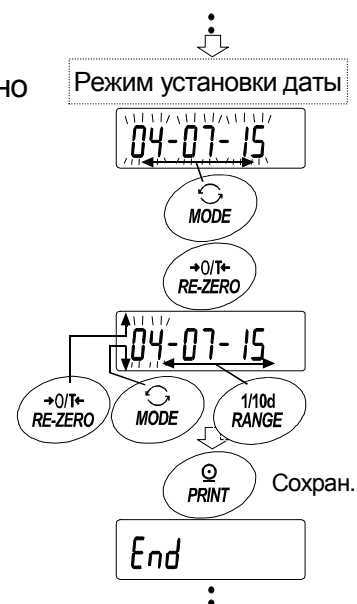 но
Режим установки даты
04-07-15
MODE
→0/T←
RE-ZERO
04-07-15
→0/T← MODE 1/10d
RE-ZERO RANGE
PRINT Сохран.
End